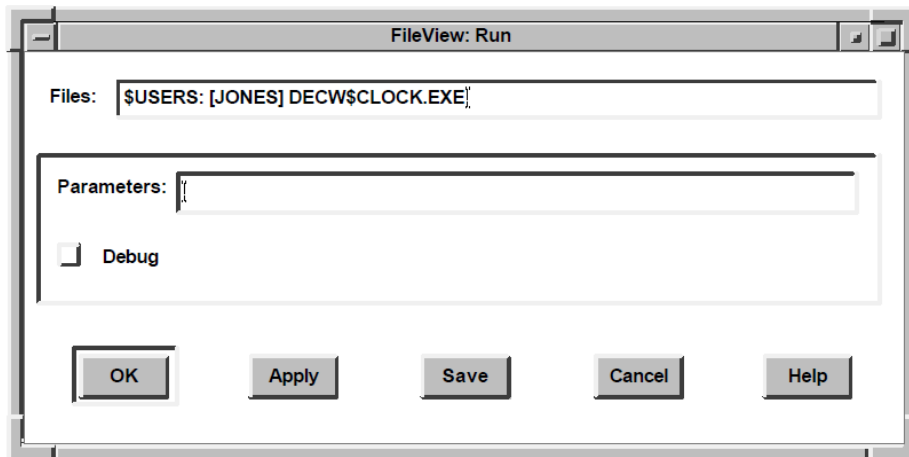 FileView: Run
Files: $USERS: [JONES] DECW$CLOCK.EXE
Parameters:
Debug
OK Apply Save Cancel Help